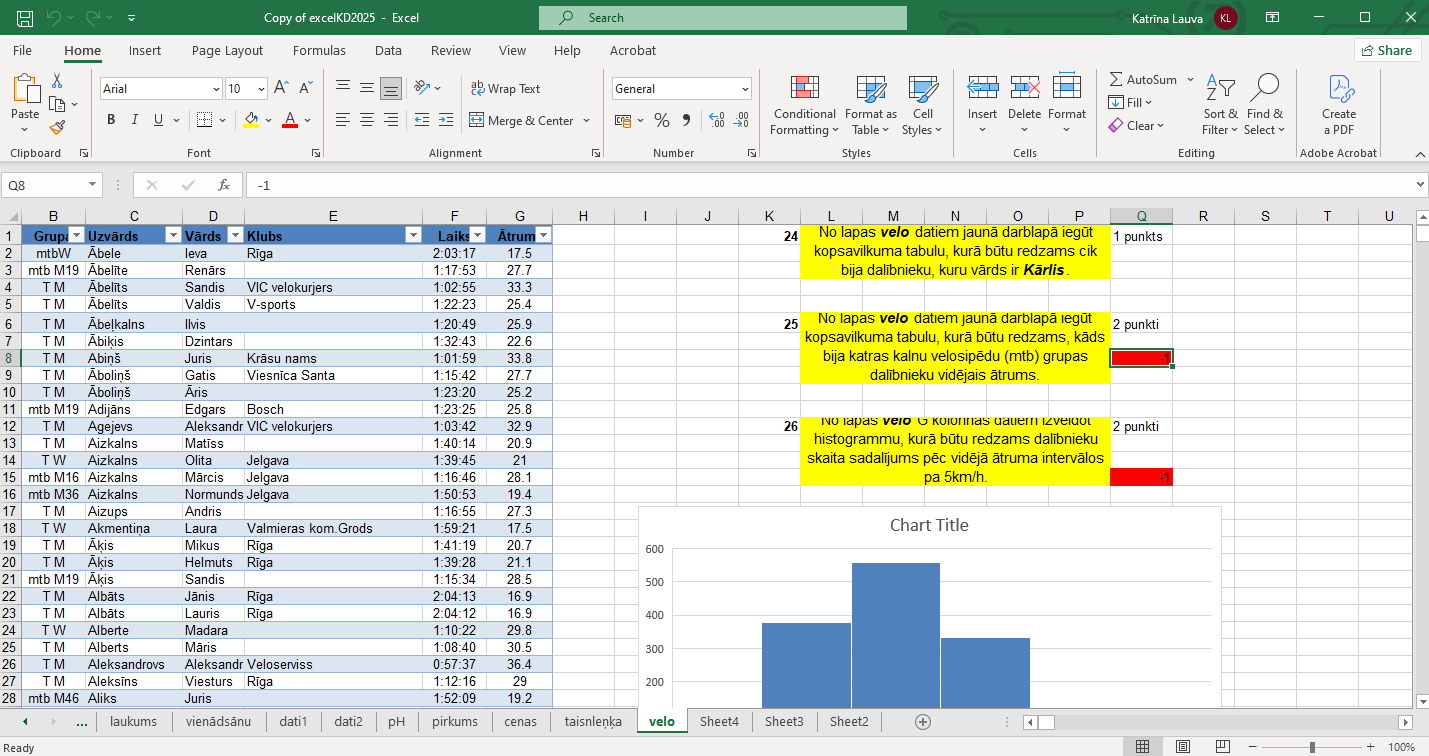 Copy of excelKD2025 - Excel
Search
Katrīna Lauva KL
File Home Insert Page Layout Formulas Data Review View Help Acrobat Share
Paste
Arial 10 A A
B I U A
ab Wrap Text
Merge & Center
General
% 
Conditional Formatting
Format as Table
Cell Styles
Insert Delete Format
AutoSum
Fill
Clear
Sort & Filter
Find & Select
Create a PDF
Clipboard Font Alignment Number Styles Cells Editing Adobe Acrobat
Q8 fx -1
B C D E F G H I J K L M N O P Q R S T U
1 Grupa Uzvārds Vārds Klubs Laiks Ātrum
2 mtbW Ābele Ieva Rīga 2:03:17 17.5
3 mtb M19 Ābelīte Renārs 1:17:53 27.7
4 T M Ābelīts Sandis VIC velokurjers 1:02:55 33.3
5 T M Ābelīts Valdis V-sports 1:22:23 25.4
6 T M Ābeļkalns Ilvis 1:20:49 25.9
7 T M Ābiķis Dzintars 1:32:43 22.6
8 T M Abiņš Juris Krāsu nams 1:01:59 33.8
9 T M Āboliņš Gatis Viesnīca Santa 1:15:42 27.7
10 T M Āboliņš Āris 1:23:20 25.2
11 mtb M19 Adijāns Edgars Bosch 1:23:25 25.8
12 T M Agejevs Aleksandr VIC velokurjers 1:03:42 32.9
13 T M Aizkalns Matīss 1:40:14 20.9
14 T W Aizkalns Olita Jelgava 1:39:45 21
15 mtb M16 Aizkalns Mārcis Jelgava 1:16:46 28.1
16 mtb M36 Aizkalns Normunds Jelgava 1:50:53 19.4
17 T M Aizups Andris 1:16:55 27.3
18 T W Akmentiņa Laura Valmieras kom.Grods 1:59:21 17.5
19 T M Āķis Mikus Rīga 1:41:19 20.7
20 T M Āķis Helmuts Rīga 1:39:28 21.1
21 mtb M19 Āķis Sandis 1:15:34 28.5
22 T M Albāts Jānis Rīga 2:04:13 16.9
23 T M Albāts Lauris Rīga 2:04:12 16.9
24 T W Alberte Madara 1:10:22 29.8
25 T M Alberts Māris 1:08:40 30.5
26 T M Aleksandrovs Aleksandr Veloserviss 0:57:37 36.4
27 T M Aleksīns Viesturs Rīga 1:12:16 29
28 mtb M46 Aliks Juris 1:52:09 19.2
24
No lapas velo datiem jaunā darblapā iegūt
kopsavilkuma tabulu, kurā būtu redzams cik
bija dalībnieku, kuru vārds ir Kārlis.
1 punkts
25
No lapas velo datiem jaunā darblapā iegūt
kopsavilkuma tabulu, kurā būtu redzams, kāds
bija katras kalnu velosipēdu (mtb) grupas
dalībnieku vidējais ātrums.
2 punkti
-1
26
No lapas velo G kolonnas datiem izveidot
histogrammu, kurā būtu redzams dalībnieku
skaita sadalījums pēc vidējā ātruma intervālos
pa 5km/h.
2 punkti
-1
Chart Title
600
500
400
300
200
... laukums vienādsānu dati1 dati2 pH pirkums cenas taisnleņķa velo Sheet4 Sheet3 Sheet2
Ready 100%